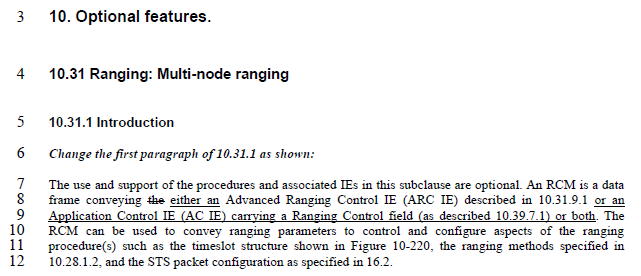 3 10. Optional features.
4 10.31 Ranging: Multi-node ranging
5 10.31.1 Introduction
6 Change the first paragraph of 10.31.1 as shown:
7 The use and support of the procedures and associated IEs in this subclause are optional. An RCM is a data
8 frame conveying the either an Advanced Ranging Control IE (ARC IE) described in 10.31.9.1 or an
9 Application Control IE (AC IE) carrying a Ranging Control field (as described 10.39.7.1) or both. The
10 RCM can be used to convey ranging parameters to control and configure aspects of the ranging
11 procedure(s) such as the timeslot structure shown in Figure 10-220, the ranging methods specified in
12 10.28.1.2, and the STS packet configuration as specified in 16.2.